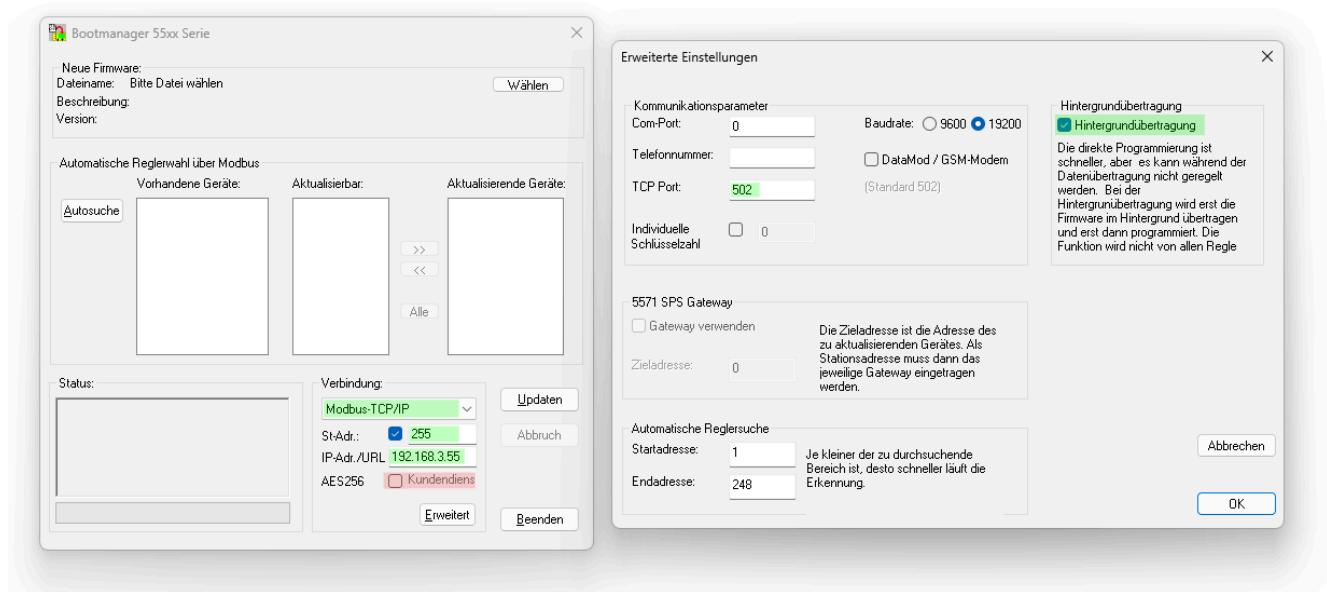 Bootmanager 55xx Serie
Neue Firmware:
Dateiname: Bitte Datei wählen
Wählen
Beschreibung:
Version:
Automatische Reglerwahl über Modbus
Vorhandene Geräte:
Aktualisierbar:
Aktualisierende Geräte:
Autosuche
>>
<<
Alle
Status:
Verbindung:
Modbus-TCP/IP
St-Adr.: 255
IP-Adr./URL 192.168.3.55
AES256 Kundendiens
Erweitert
Updaten
Abbruch
Beenden
Erweiterte Einstellungen
Kommunikationsparameter
Com-Port: 0
Baudrate: 9600 19200
Telefonnummer:
DataMod / GSM-Modem
TCP Port: 502
(Standard 502)
Individuelle
Schlüsselzahl
0
Hintergrundübertragung
Hintergrundübertragung
Die direkte Programmierung ist
schneller, aber es kann während der
Datenübertragung nicht geregelt
werden. Bei der
Hintergrunübertragung wird erst die
Firmware im Hintergrund übertragen
und erst dann programmiert. Die
Funktion wird nicht von allen Regle
5571 SPS Gateway
Gateway verwenden
Zieladresse: 0
Die Zieladresse ist die Adresse des
zu aktualisierenden Gerätes. Als
Stationsadresse muss dann das
jeweilige Gateway eingetragen
werden.
Automatische Reglersuche
Startadresse: 1
Endadresse: 248
Je kleiner der zu durchsuchende
Bereich ist, desto schneller läuft die
Erkennung.
Abbrechen
OK